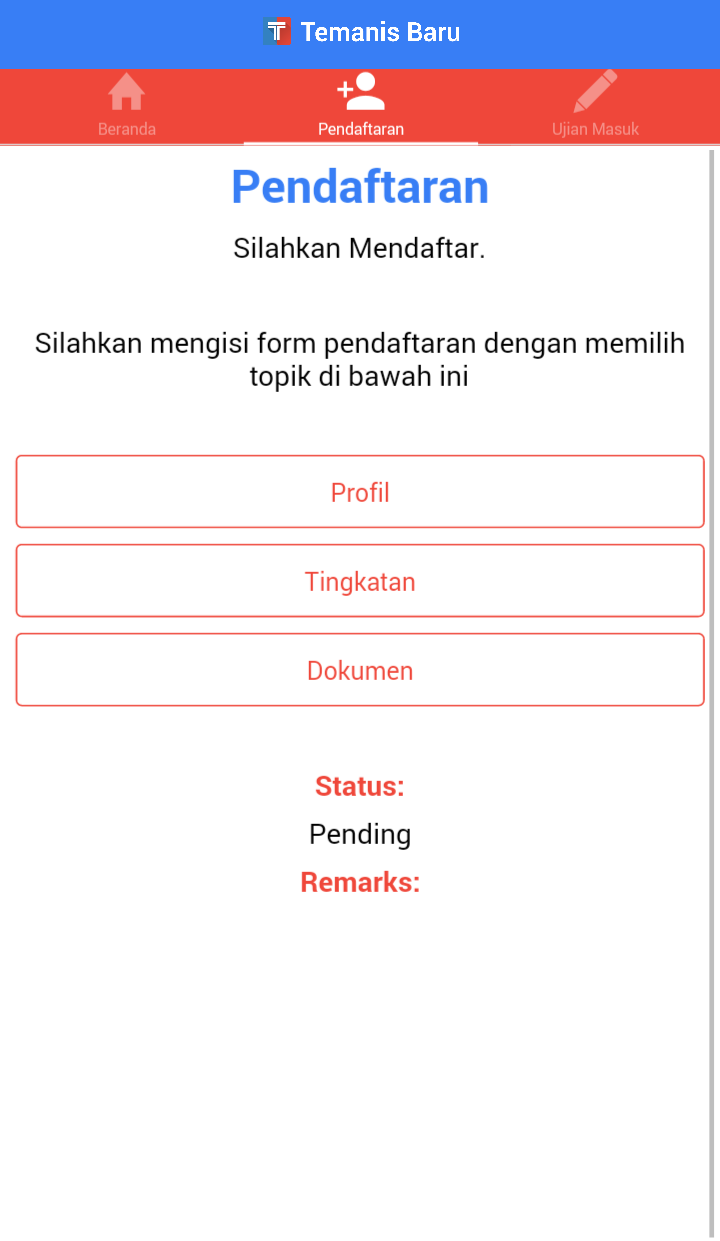 Temanis Baru
Beranda
Pendaftaran
Ujian Masuk
Pendaftaran
Silahkan Mendaftar.
Silahkan mengisi form pendaftaran dengan memilih
topik di bawah ini
Profil
Tingkatan
Dokumen
Status:
Pending
Remarks: